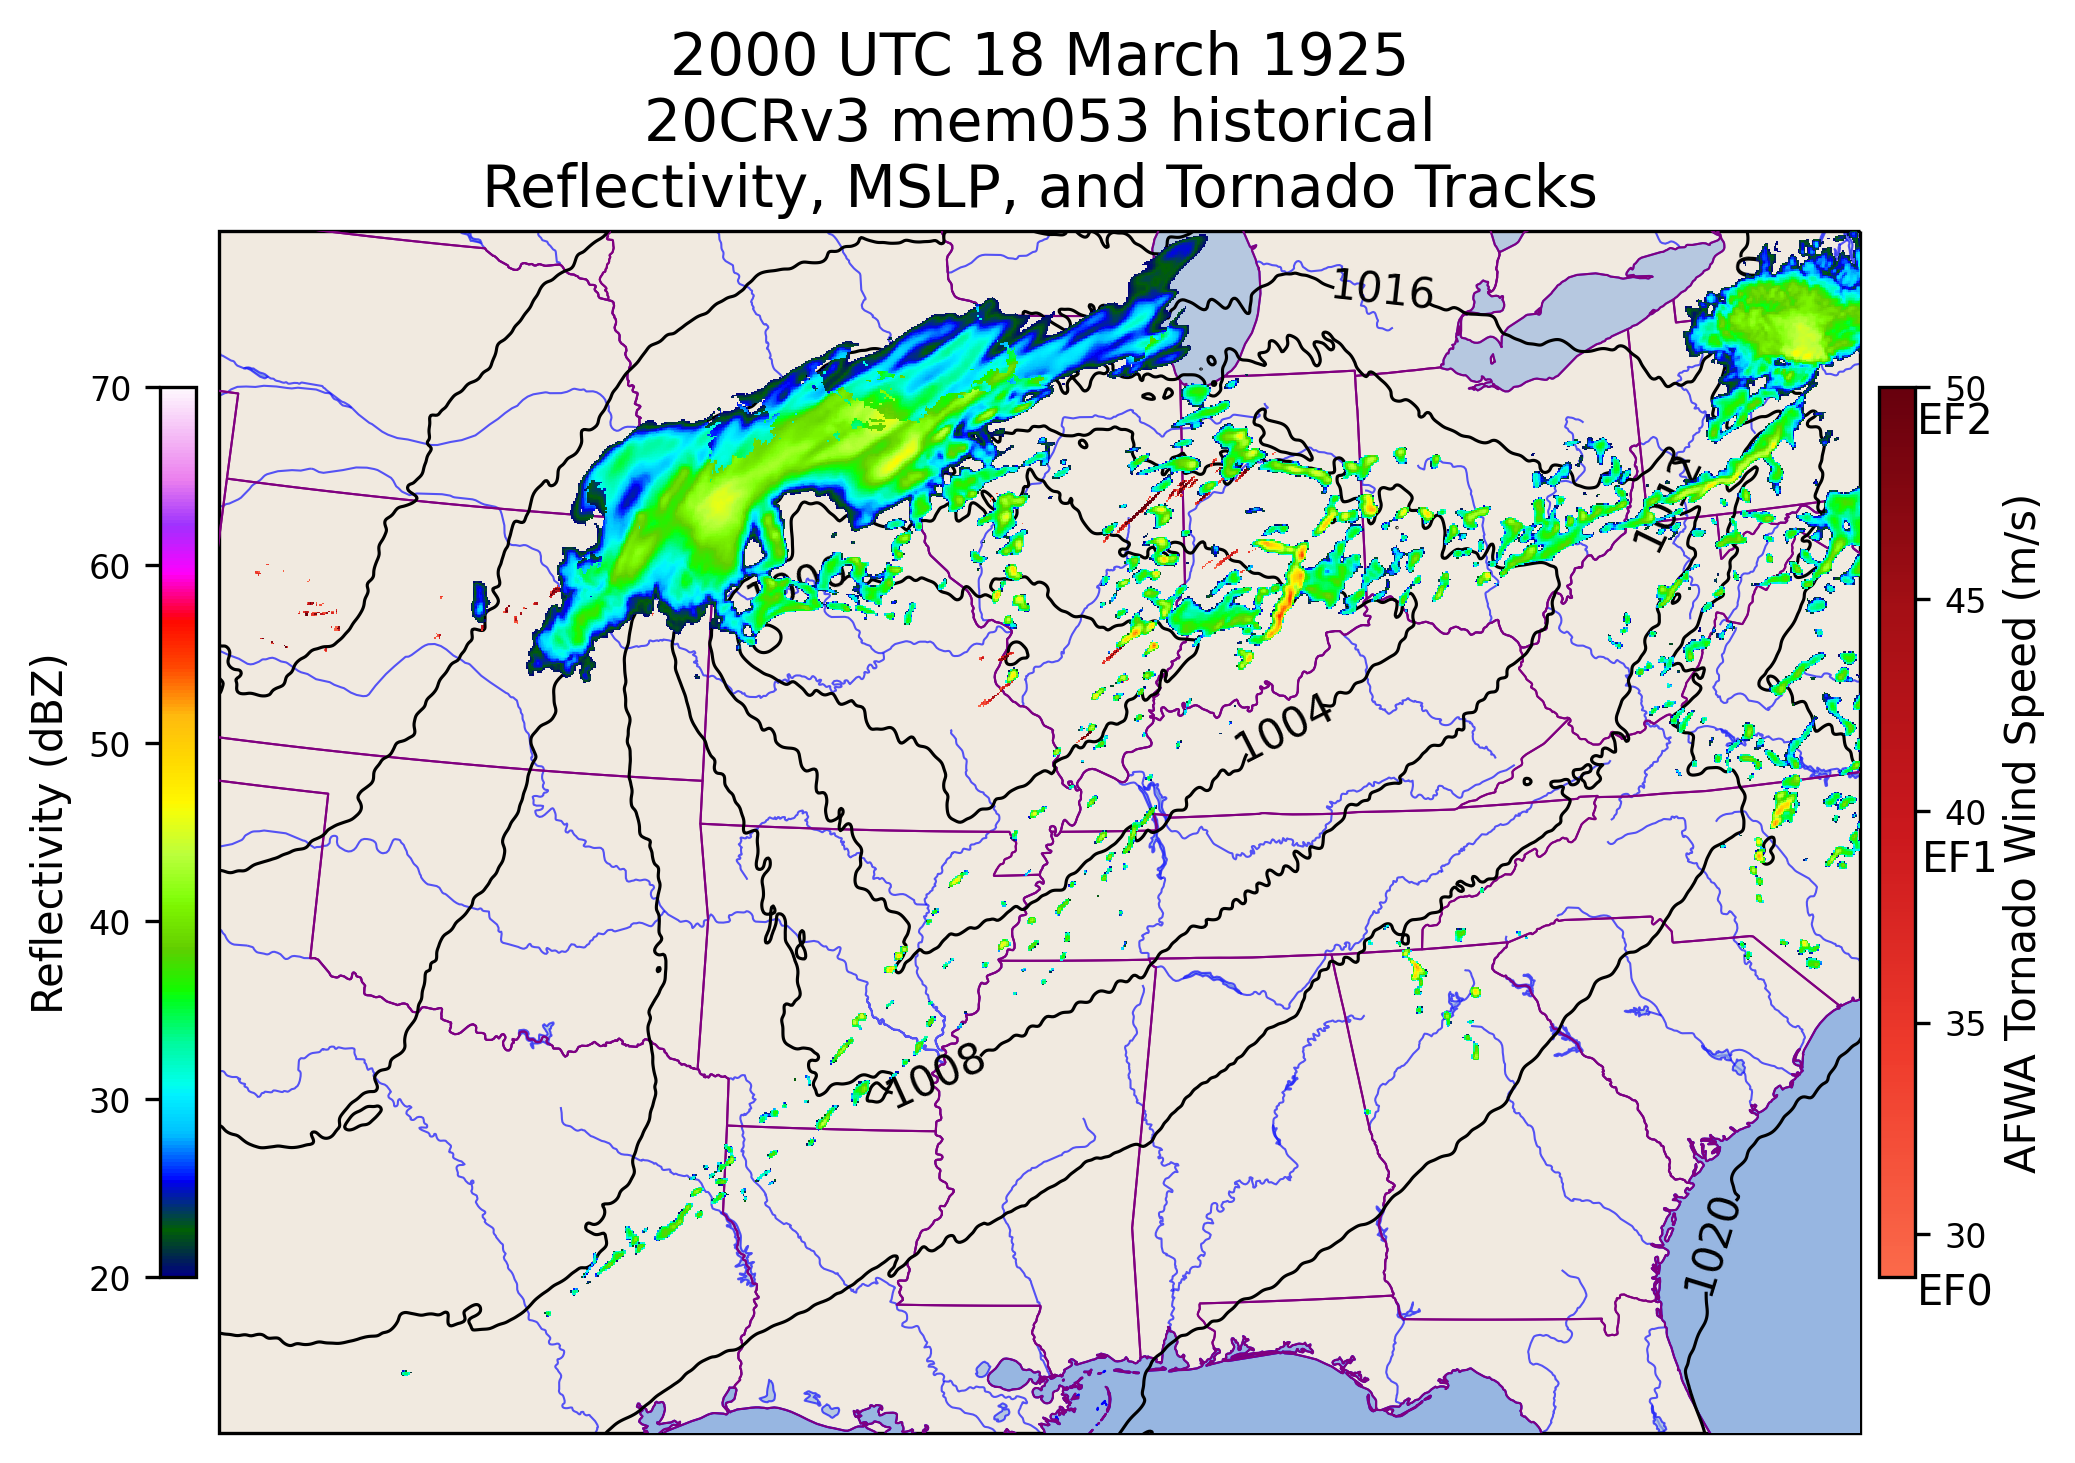 2000 UTC 18 March 1925
20CRv3 mem053 historical
Reflectivity, MSLP, and Tornado Tracks
1016
1012
1004
1008
1020
Reflectivity (dBZ)
70
60
50
40
30
20
50
EF2
45
40
EF1
35
30
EF0
AFWA Tornado Wind Speed (m/s)